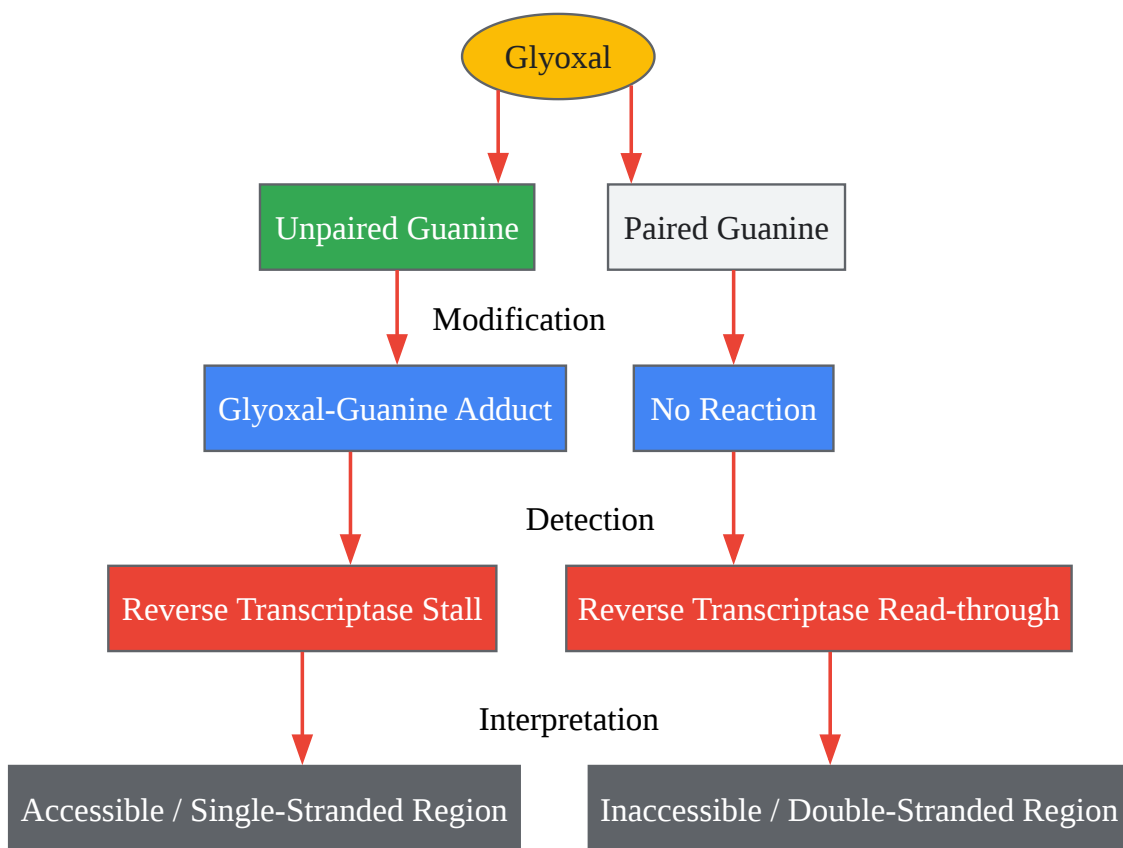 Glyoxal
Unpaired Guanine
Paired Guanine
Modification
Glyoxal-Guanine Adduct
No Reaction
Detection
Reverse Transcriptase Stall
Reverse Transcriptase Read-through
Interpretation
Accessible / Single-Stranded Region
Inaccessible / Double-Stranded Region